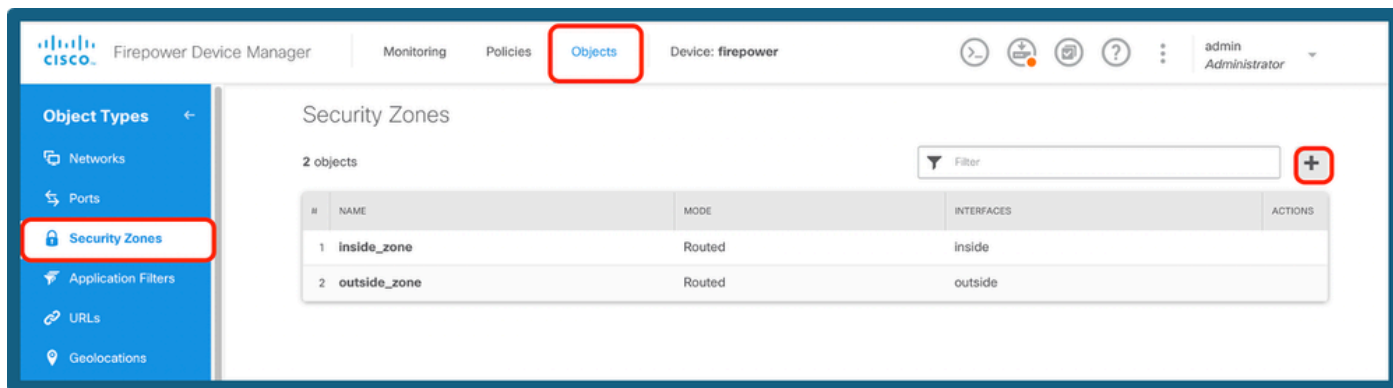 CISCO
Firepower Device Manager
Monitoring
Policies
Objects
Device: firepower
admin
Administrator
Object Types
Networks
Ports
Security Zones
Application Filters
URLs
Geolocations
Security Zones
2 objects
Filter
# NAME MODE INTERFACES ACTIONS
1 inside_zone Routed inside
2 outside_zone Routed outside